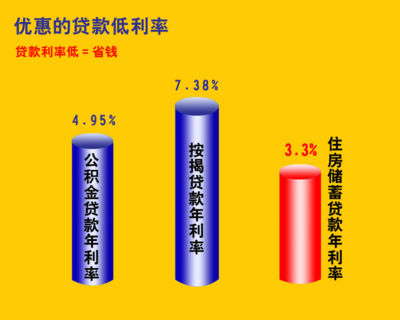 优惠的贷款低利率
贷款利率低 = 省钱
4.95%
公积金贷款年利率
7.38%
按揭贷款年利率
3.3%
住房储蓄贷款年利率